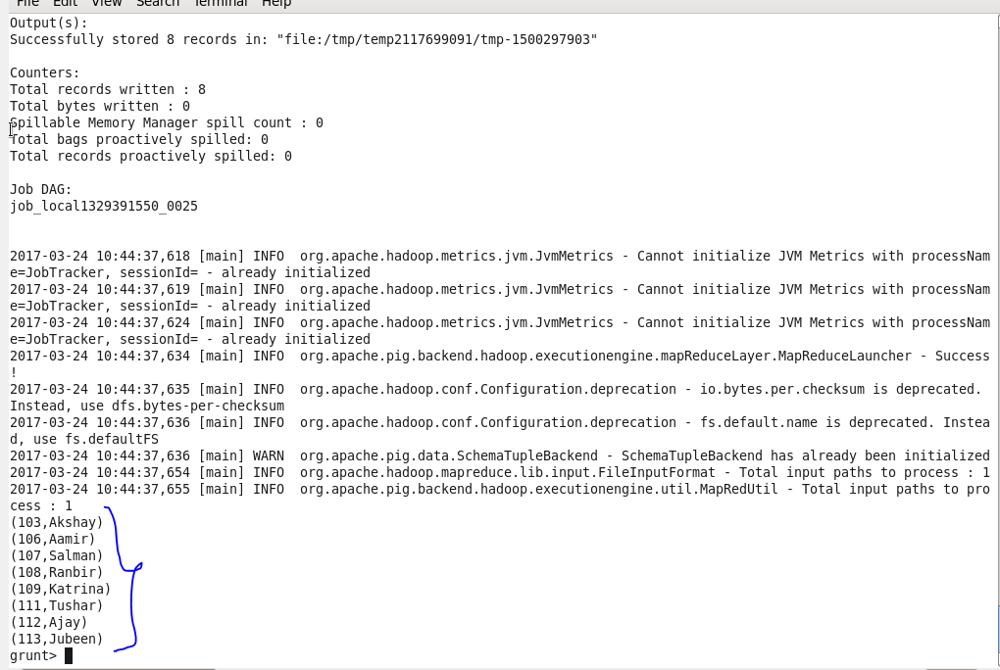 File Edit View Search Terminal Help
Output(s):
Successfully stored 8 records in: "file:/tmp/temp2117699091/tmp-1500297903"
Counters:
Total records written : 8
Total bytes written : 0
Spillable Memory Manager spill count : 0
Total bags proactively spilled: 0
Total records proactively spilled: 0
Job DAG:
job_local1329391550_0025
2017-03-24 10:44:37,618 [main] INFO  org.apache.hadoop.metrics.jvm.JvmMetrics - Cannot initialize JVM Metrics with processNam
e=JobTracker, sessionId= - already initialized
2017-03-24 10:44:37,619 [main] INFO  org.apache.hadoop.metrics.jvm.JvmMetrics - Cannot initialize JVM Metrics with processNam
e=JobTracker, sessionId= - already initialized
2017-03-24 10:44:37,624 [main] INFO  org.apache.hadoop.metrics.jvm.JvmMetrics - Cannot initialize JVM Metrics with processNam
e=JobTracker, sessionId= - already initialized
2017-03-24 10:44:37,634 [main] INFO  org.apache.pig.backend.hadoop.executionengine.mapReduceLayer.MapReduceLauncher - Success
!
2017-03-24 10:44:37,635 [main] INFO  org.apache.hadoop.conf.Configuration.deprecation - io.bytes.per.checksum is deprecated.
Instead, use dfs.bytes-per-checksum
2017-03-24 10:44:37,636 [main] INFO  org.apache.hadoop.conf.Configuration.deprecation - fs.default.name is deprecated. Instea
d, use fs.defaultFS
2017-03-24 10:44:37,636 [main] WARN  org.apache.pig.data.SchemaTupleBackend - SchemaTupleBackend has already been initialized
2017-03-24 10:44:37,654 [main] INFO  org.apache.hadoop.mapreduce.lib.input.FileInputFormat - Total input paths to process : 1
2017-03-24 10:44:37,655 [main] INFO  org.apache.pig.backend.hadoop.executionengine.util.MapRedUtil - Total input paths to pro
cess : 1
(103,Akshay)
(106,Aamir)
(107,Salman)
(108,Ranbir)
(109,Katrina)
(111,Tushar)
(112,Ajay)
(113,Jubeen)
grunt>